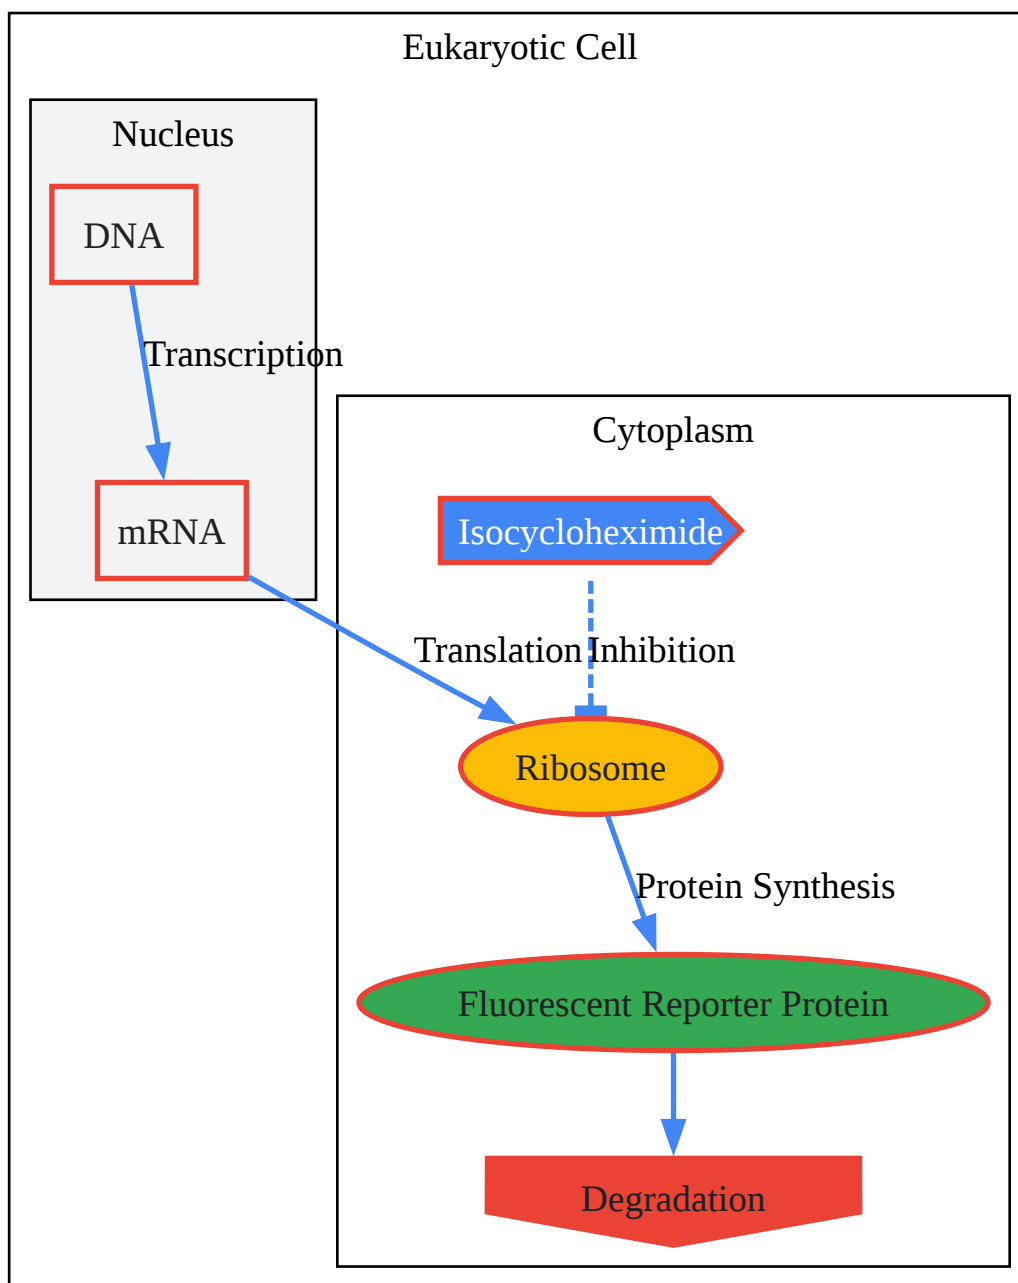 Eukaryotic Cell
Nucleus
DNA
Transcription
mRNA
Cytoplasm
Isocycloheximide
Translation
Inhibition
Ribosome
Protein Synthesis
Fluorescent Reporter Protein
Degradation